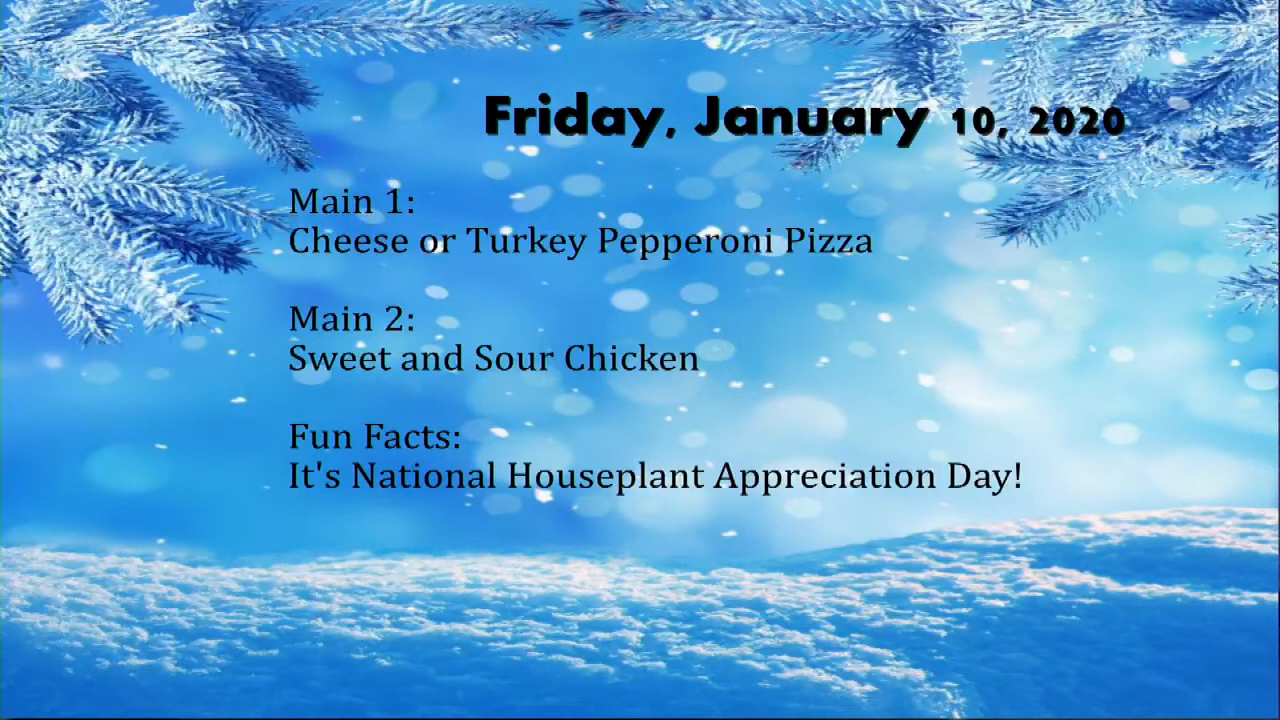 Friday, January 10, 2020
Main 1:
Cheese or Turkey Pepperoni Pizza
Main 2:
Sweet and Sour Chicken
Fun Facts:
It's National Houseplant Appreciation Day!